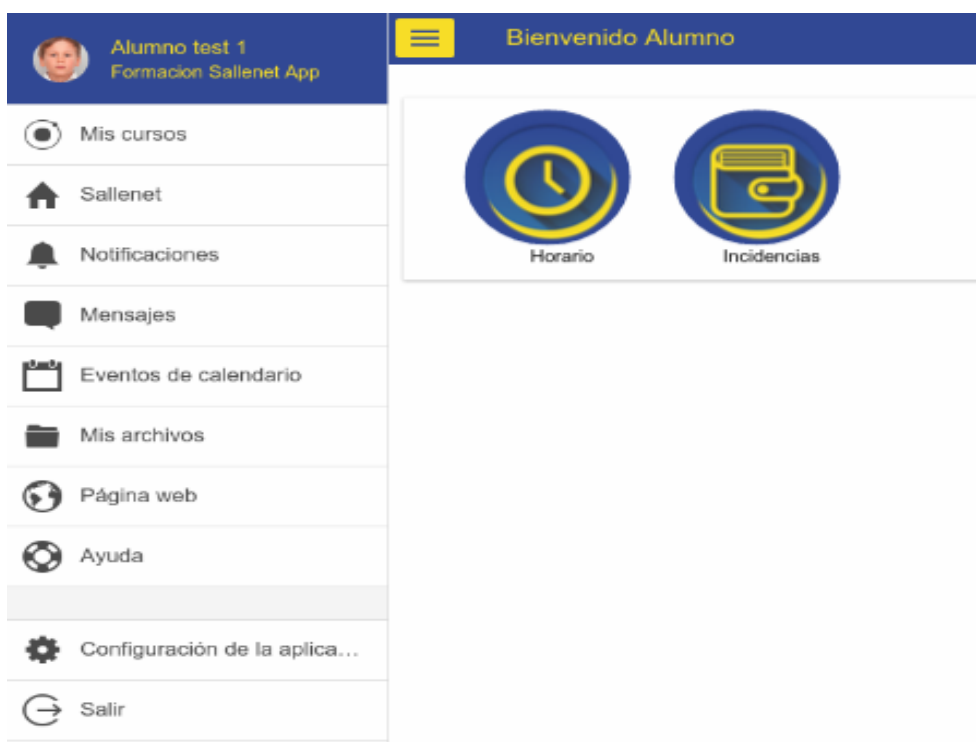 Alumno test 1
Formacion Sallenet App
Mis cursos
Sallenet
Notificaciones
Mensajes
Eventos de calendario
Mis archivos
Página web
Ayuda
Configuración de la aplica...
Salir
Bienvenido Alumno
Horario
Incidencias